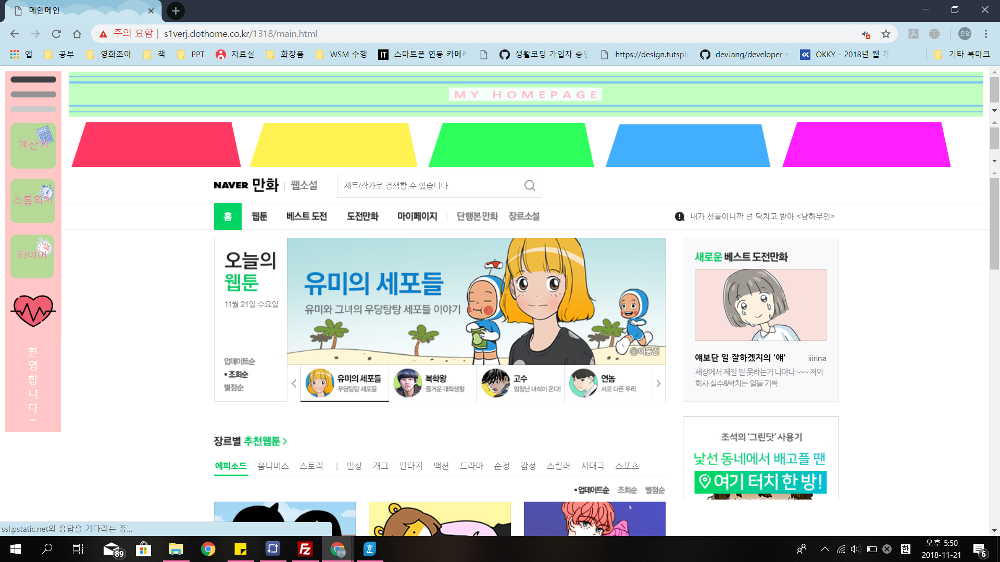 메인메인
주의 요함 | s1verj.dothome.co.kr/1318/main.html
은정
앱 공부 영화조아 책 PPT 자료실 화장품 WSM 수행 스마트폰 연동 카메라 생활코딩 가입자 승인 https://design.tutsplu devJang/developer-r OKKY - 2018년 웹 개 기타 북마크
IT
MY HOMEPAGE
계산기
스톱워치
타이머
환
영
합
니
다
~
NAVER 만화 | 웹소설
제목/작가로 검색할 수 있습니다.
홈 웹툰 베스트 도전 도전만화 마이페이지 | 단행본 만화 장르소설
내가 선물이니까 넌 닥치고 받아 <냥하무인>
오늘의
웹툰
11월 21일 수요일
업데이트순
• 조회순
별점순
유미의 세포들
유미와 그녀의 우당탕탕 세포들 이야기
©이동건
유미의 세포들
우당탕탕 세포들
복학왕
즐거운 대학생활
고수
엄청난 녀석이 온다!
연놈
서로 다른 우리
새로운 베스트 도전만화
얘보단 일 잘하겠지의 '얘' iiirina
세상에서 제일 일 못하는거 나야나 ~~~ 저의
회사 실수&빡치는 일들 기록
조석의 '그린닷' 사용기
낯선 동네에서 배고플 땐
여기 터치 한 방!
장르별 추천웹툰 >
에피소드 옴니버스 스토리 | 일상 개그 판타지 액션 드라마 순정 감성 스릴러 시대극 스포츠
• 업데이트순 조회순 별점순
ssl.pstatic.net의 응답을 기다리는 중...
89
Fz
은정
호
한
오후 5:50
2018-11-21
6